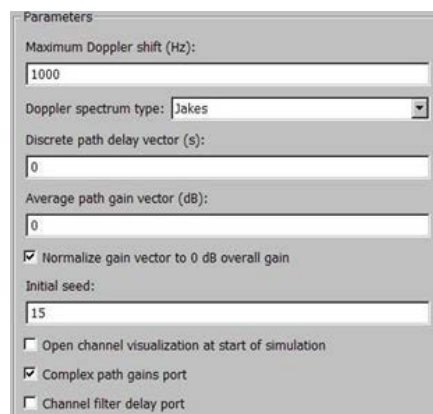 Parameters
Maximum Doppler shift (Hz):
1000
Doppler spectrum type: Jakes
Discrete path delay vector (s):
0
Average path gain vector (dB):
0
Normalize gain vector to 0 dB overall gain
Initial seed:
15
Open channel visualization at start of simulation
Complex path gains port
Channel filter delay port